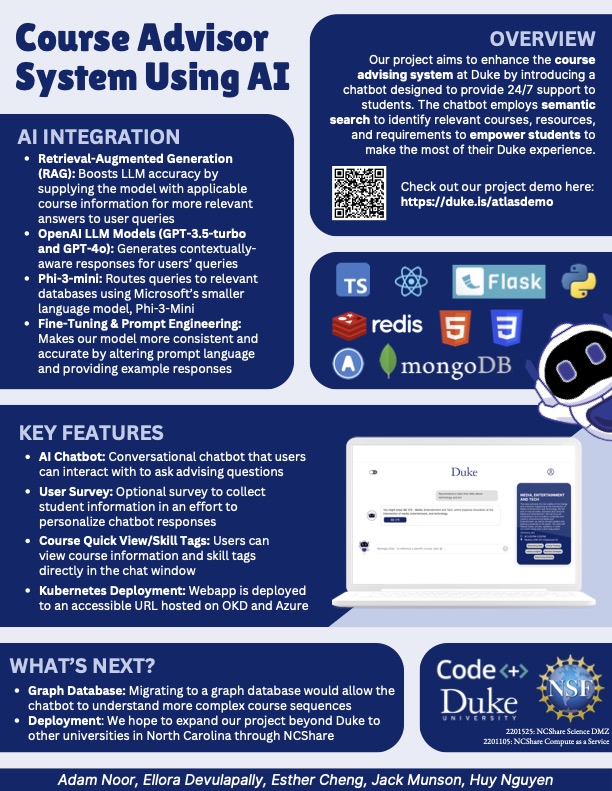 Course Advisor
System Using AI
OVERVIEW
Our project aims to enhance the course
advising system at Duke by introducing a
chatbot designed to provide 24/7 support to
students. The chatbot employs semantic
search to identify relevant courses, resources,
and requirements to empower students to
make the most of their Duke experience.
Check out our project demo here:
https://duke.is/atlasdemo
AI INTEGRATION
• Retrieval-Augmented Generation
(RAG): Boosts LLM accuracy by
supplying the model with applicable
course information for more relevant
answers to user queries
• OpenAI LLM Models (GPT-3.5-turbo
and GPT-4o): Generates contextually-
aware responses for users' queries
• Phi-3-mini: Routes queries to relevant
databases using Microsoft's smaller
language model, Phi-3-Mini
• Fine-Tuning & Prompt Engineering:
Makes our model more consistent and
accurate by altering prompt language
and providing example responses
TS
Flask
redis
5
3
A
mongoDB
KEY FEATURES
• AI Chatbot: Conversational chatbot that users
can interact with to ask advising questions
• User Survey: Optional survey to collect
student information in an effort to
personalize chatbot responses
• Course Quick View/Skill Tags: Users can
view course information and skill tags
directly in the chat window
• Kubernetes Deployment: Webapp is deployed
to an accessible URL hosted on OKD and Azure
Duke
MEDIA, ENTERTAINMENT
AND TECH
WHAT'S NEXT?
• Graph Database: Migrating to a graph database would allow the
chatbot to understand more complex course sequences
• Deployment: We hope to expand our project beyond Duke to
other universities in North Carolina through NCShare
Code<+>
Duke
UNIVERSITY
NSF
2201525: NCShare Science DMZ
2201105: NCShare Compute as a Service
Adam Noor, Ellora Devulapally, Esther Cheng, Jack Munson, Huy Nguyen